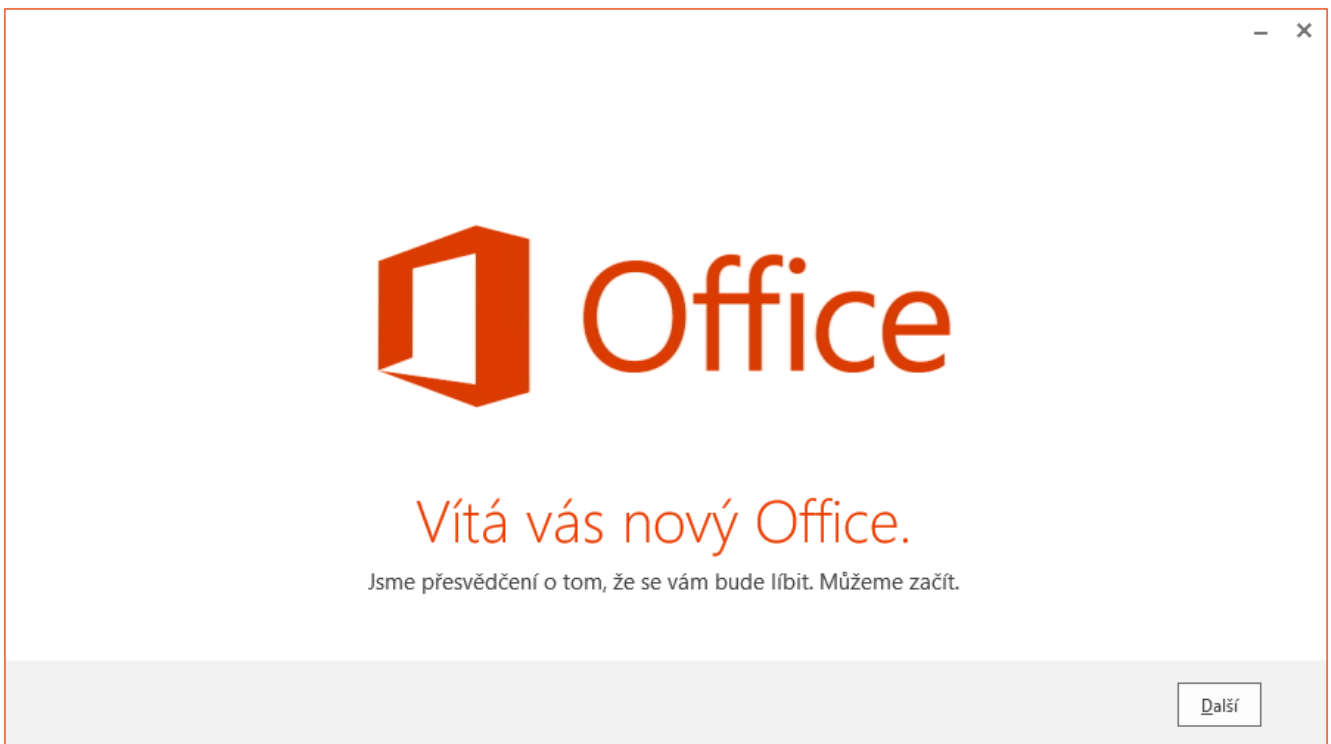 Office
Vítá vás nový Office.
Jsme přesvědčení o tom, že se vám bude líbit. Můžeme začít.
Další